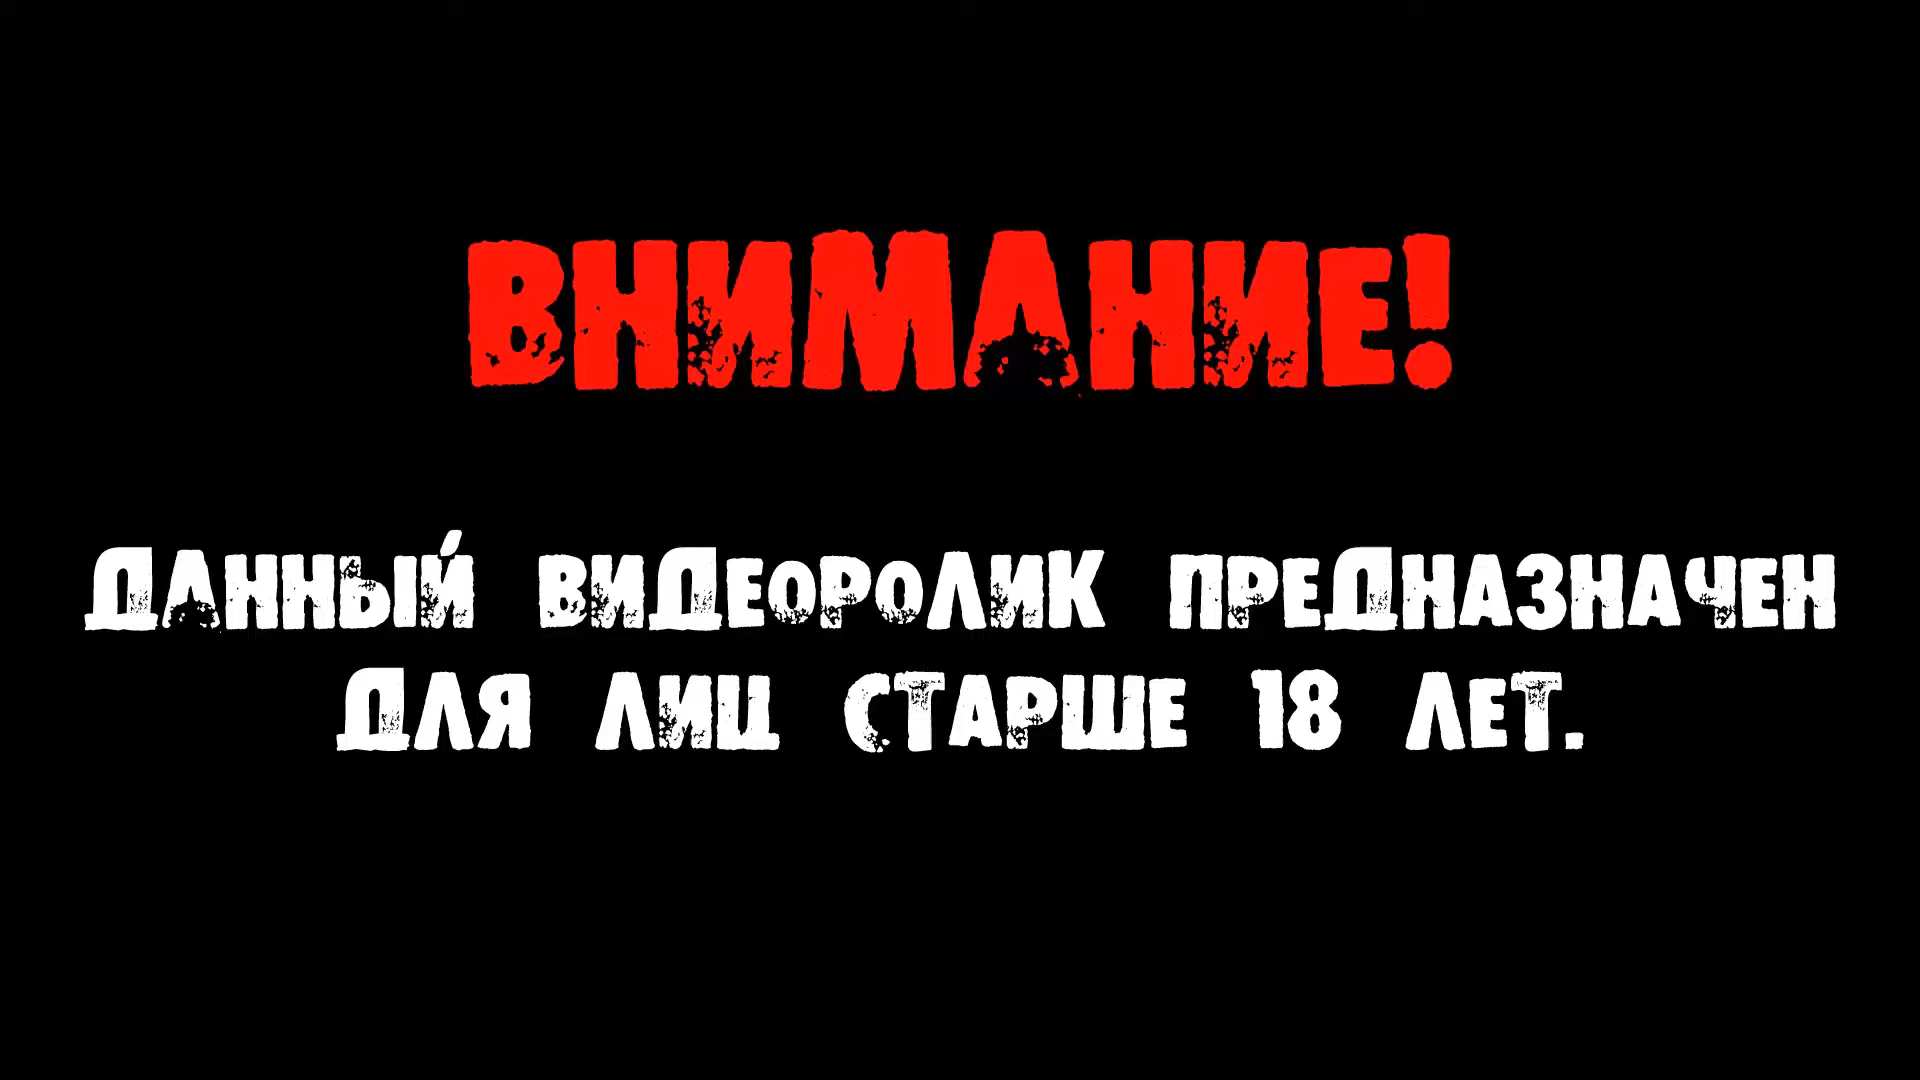 ВНИМАНИЕ!
ДАННЫЙ ВИДЕОРОЛИК ПРЕДНАЗНАЧЕН
ДЛЯ ЛИЦ СТАРШЕ 18 ЛЕТ.